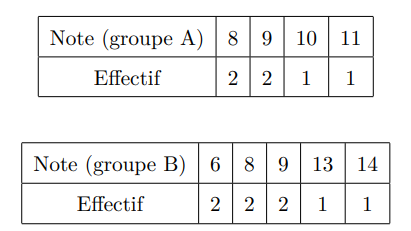 Note (groupe A) 8 9 10 11
Effectif 2 2 1 1
Note (groupe B) 6 8 9 13 14
Effectif 2 2 2 1 1